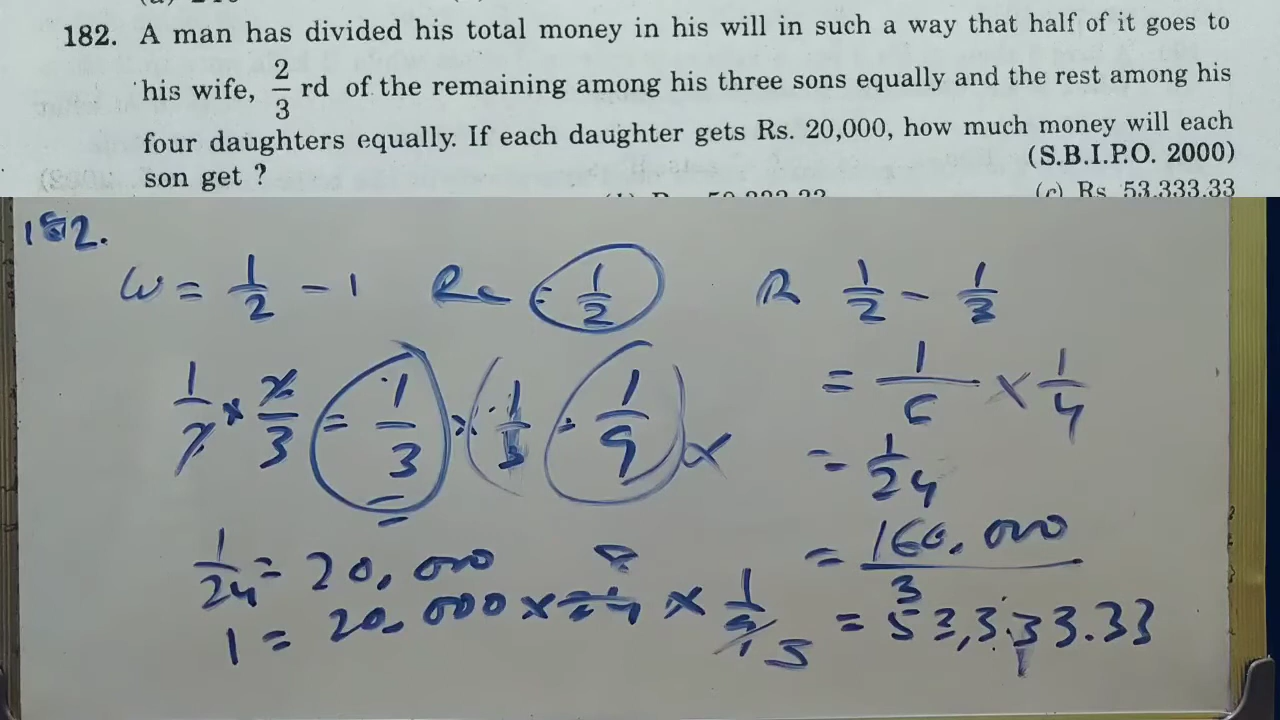 182. A man has divided his total money in his will in such a way that half of it goes to
his wife, 2/3 rd of the remaining among his three sons equally and the rest among his
four daughters equally. If each daughter gets Rs. 20,000, how much money will each
son get ? (S.B.I.P.O. 2000)
(c) Rs 53,333.33
182.
W = 1/2 - 1 Re = 1/2 R 1/2 - 1/3
1/2 × 2/3 = 1/3 × 1/3 = 1/9 = 1/6 × 1/4
= 1/24
1/24 = 20,000 8 = 160,000/3
1 = 20,000 × 24 × 1/9 3 = 53,333.33